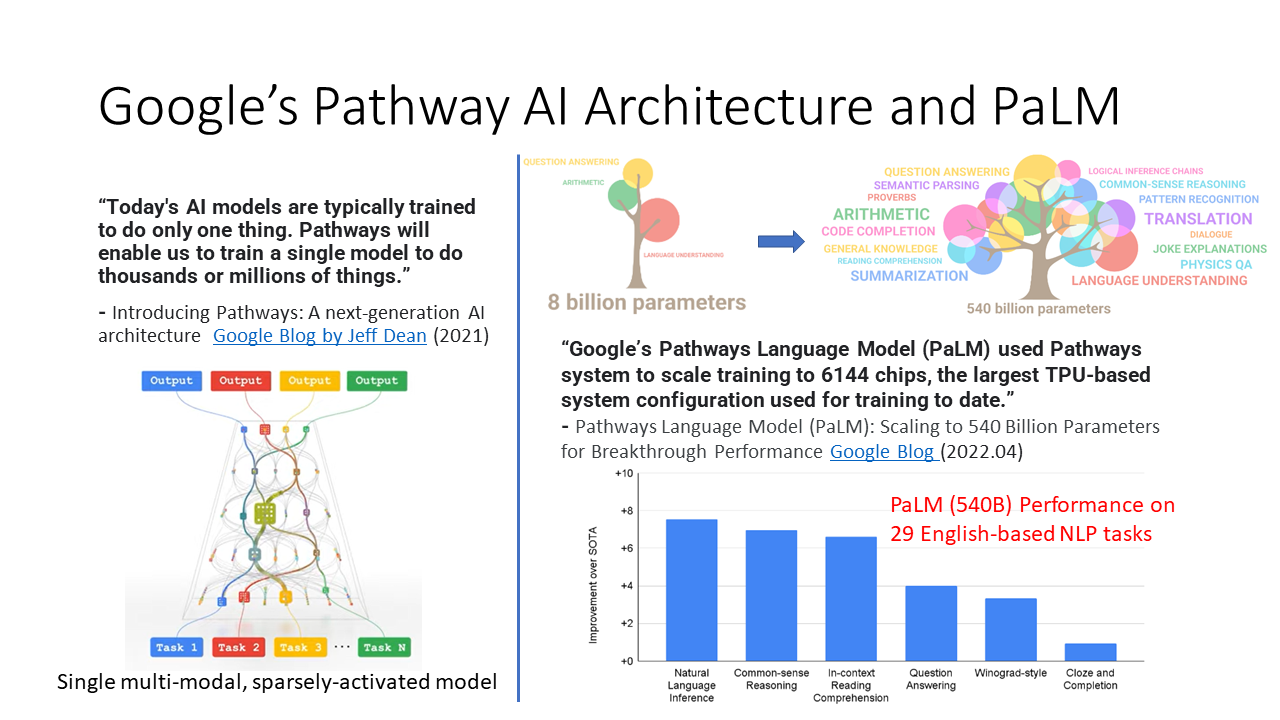 Google's Pathway AI Architecture and PaLM
“Today's AI models are typically trained
to do only one thing. Pathways will
enable us to train a single model to do
thousands or millions of things.”
- Introducing Pathways: A next-generation AI
architecture Google Blog by Jeff Dean (2021)
Output Output Output Output
Task 1 Task 2 Task 3 ... Task N
Single multi-modal, sparsely-activated model
QUESTION ANSWERING
ARITHMETIC
LANGUAGE UNDERSTANDING
8 billion parameters
QUESTION ANSWERING
SEMANTIC PARSING
PROVERBS
ARITHMETIC
CODE COMPLETION
GENERAL KNOWLEDGE
READING COMPREHENSION
SUMMARIZATION
LOGICAL INFERENCE CHAINS
COMMON-SENSE REASONING
PATTERN RECOGNITION
TRANSLATION
DIALOGUE
JOKE EXPLANATIONS
PHYSICS QA
LANGUAGE UNDERSTANDING
540 billion parameters
“Google’s Pathways Language Model (PaLM) used Pathways
system to scale training to 6144 chips, the largest TPU-based
system configuration used for training to date.”
- Pathways Language Model (PaLM): Scaling to 540 Billion Parameters
for Breakthrough Performance Google Blog (2022.04)
PaLM (540B) Performance on
29 English-based NLP tasks
Improvement over SOTA
+10
+8
+6
+4
+2
+0
Natural
Language
Inference
Common-sense
Reasoning
In-context
Reading
Comprehension
Question
Answering
Winograd-style
Cloze and
Completion